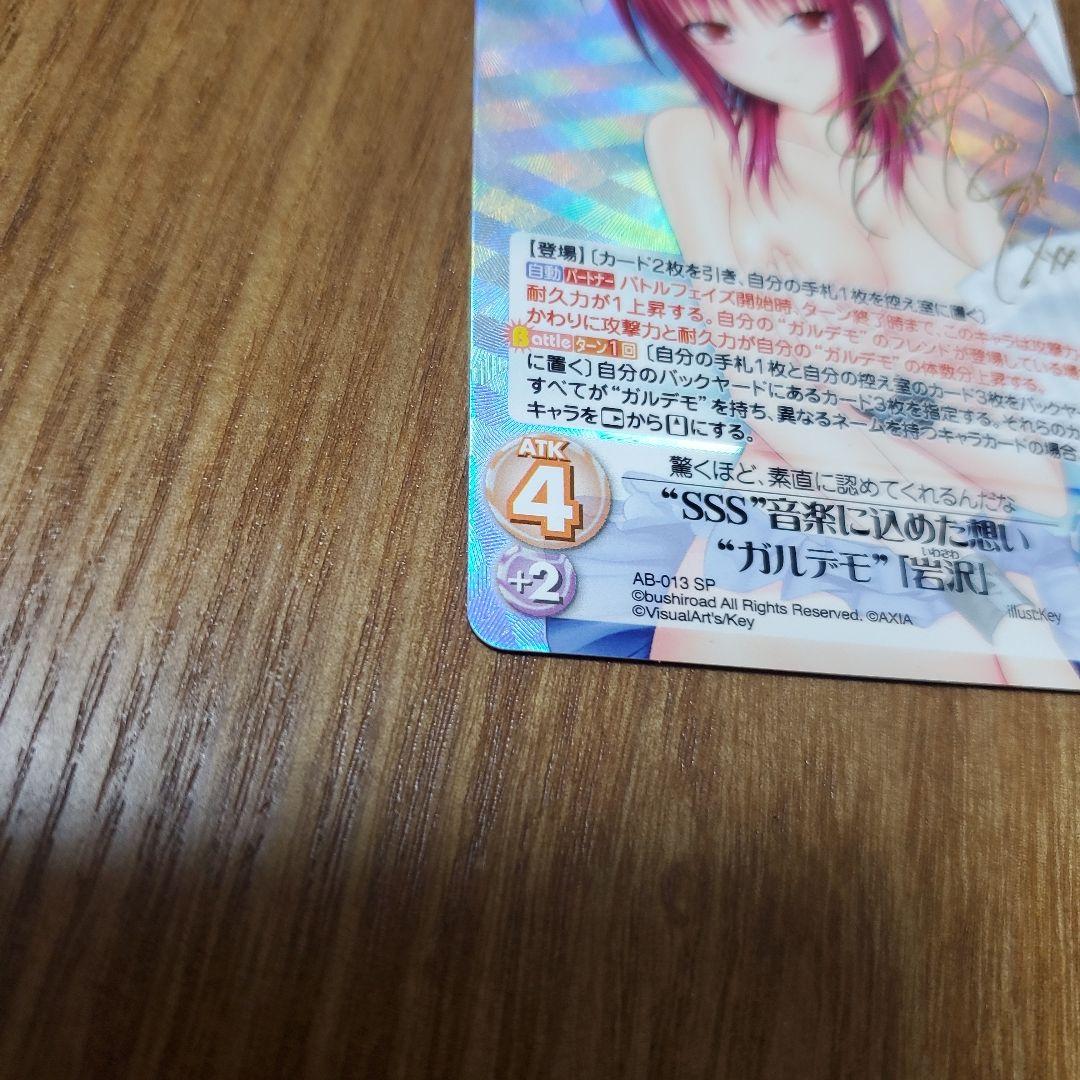 【登場】〔カード2枚を引き、自分の手札1枚を控え室に置く〕
自動 パートナー バトルフェイズ開始時、ターン終了時まで、このキャラは攻撃力
耐久力が1上昇する。自分の“ガルデモ”のフレンドが登場している場
かわりに攻撃力と耐久力が自分の“ガルデモ”の体数分上昇する。
Battle ターン1回 〔自分の手札1枚と自分の控え室のカード3枚をバックヤー
に置く〕自分のバックヤードにあるカード3枚を指定する。それらのカ
すべてが“ガルデモ”を持ち、異なるネームを持つキャラカードの場合
キャラを から にする。
ATK
4
+2
驚くほど、素直に認めてくれるんだな
“SSS”音楽に込めた想い
いわさわ
“ガルデモ”「岩沢」
AB-013 SP
©bushiroad All Rights Reserved. ©AXIA
©VisualArt's/Key
illust:Key